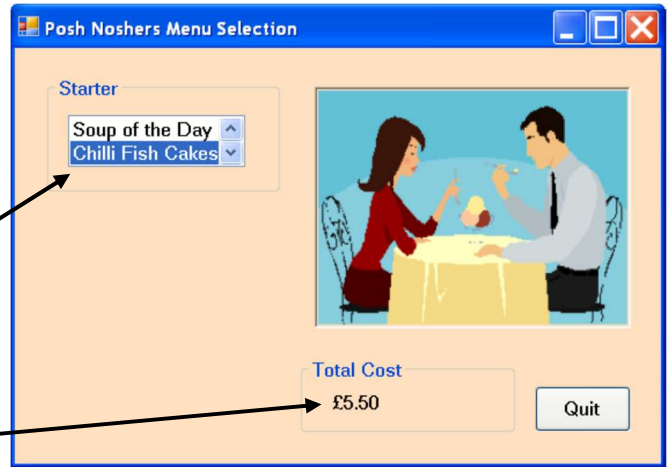 Posh Noshers Menu Selection
Starter
Soup of the Day
Chilli Fish Cakes
Total Cost
£5.50
Quit